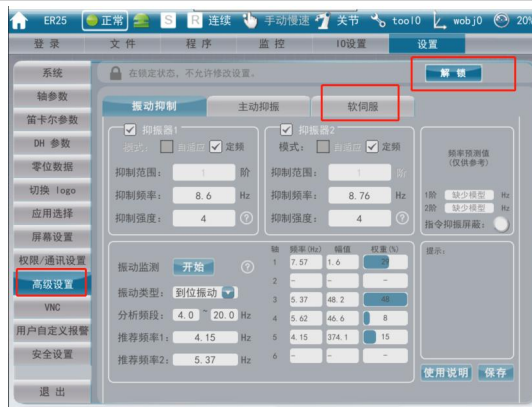 ER25 正常 S R 连续 手动慢速 关节 tool0 wobj0 20%
登 录 文 件 程 序 监 控 IO设置 设置
系统
轴参数
笛卡尔参数
DH 参数
零位数据
切换 logo
应用选择
屏幕设置
权限/通讯设置
高级设置
VNC
用户自定义报警
安全设置
退 出
在锁定状态，不允许修改设置。
解 锁
振动抑制 主动抑振 软伺服
抑振器1
模式： 自适应 定频
抑制范围： 1 阶
抑制频率： 8.6 Hz
抑制强度： 4 ?
抑振器2
模式： 自适应 定频
抑制范围： 1 阶
抑制频率： 8.76 Hz
抑制强度： 4 ?
频率预测值
(仅供参考)
1阶 缺少模型 Hz
2阶 缺少模型 Hz
指令抑振屏蔽：
振动监测 开始 ?
振动类型： 到位振动
分析频段： 4.0 ~ 20.0 Hz
推荐频率1： 4.15 Hz
推荐频率2： 5.37 Hz
轴 频率(Hz) 幅值 权重(%)
1 7.57 1.6 29
2 - - -
3 5.37 48.2 48
4 5.62 46.6 8
5 4.15 374.1 15
6 - - -
提示：
使用说明 保存